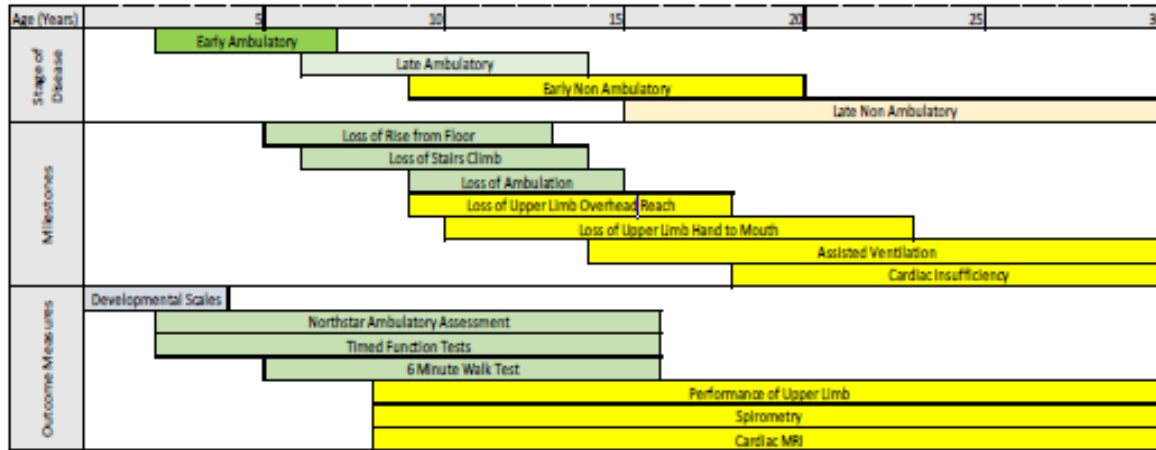 Age (Years) 5 10 15 20 25 3
Stage of
Disease
Early Ambulatory
Late Ambulatory
Early Non Ambulatory
Late Non Ambulatory
Milestones
Loss of Rise from Floor
Loss of Stairs Climb
Loss of Ambulation
Loss of Upper Limb Overhead Reach
Loss of Upper Limb Hand to Mouth
Assisted Ventilation
Cardiac Insufficiency
Outcome Measures
Developmental Scales
Northstar Ambulatory Assessment
Timed Function Tests
6 Minute Walk Test
Performance of Upper Limb
Spirometry
Cardiac MRI